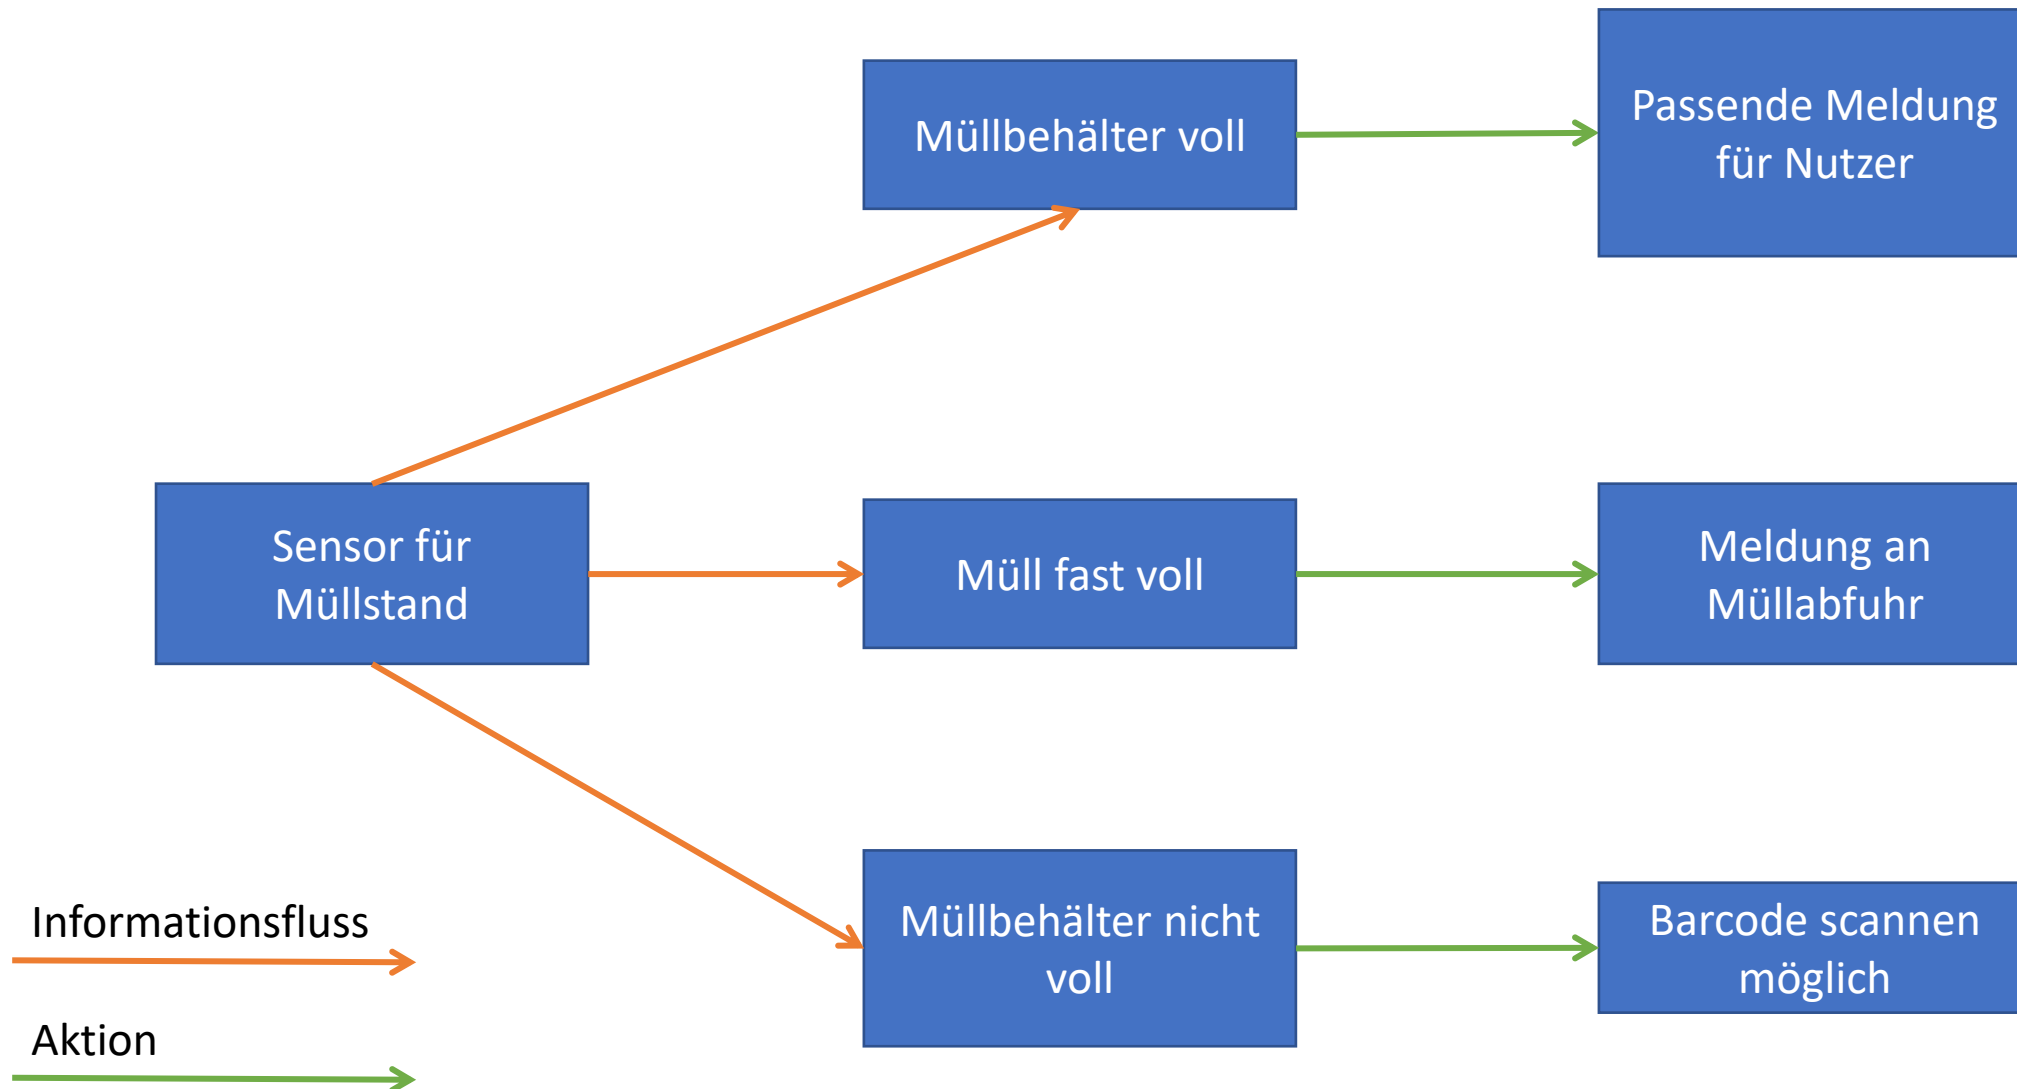 Müllbehälter voll
Passende Meldung
für Nutzer
Sensor für
Müllstand
Müll fast voll
Meldung an
Müllabfuhr
Müllbehälter nicht
voll
Barcode scannen
möglich
Informationsfluss
Aktion